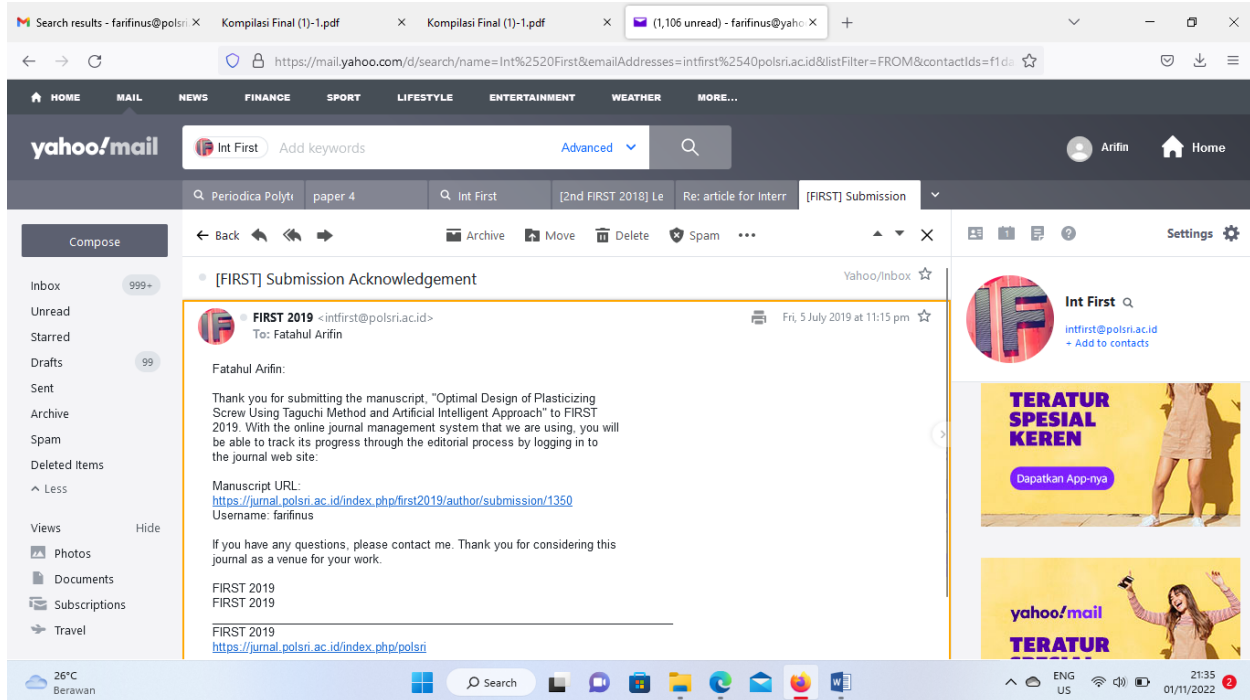 Search results - farifinus@polsri
Kompilasi Final (1)-1.pdf
Kompilasi Final (1)-1.pdf
(1,106 unread) - farifinus@yaho
https://mail.yahoo.com/d/search/name=Int%2520First&emailAddresses=intfirst%2540polsri.ac.id&listFilter=FROM&contactIds=f1da
HOME MAIL NEWS FINANCE SPORT LIFESTYLE ENTERTAINMENT WEATHER MORE...
yahoo!mail
Int First Add keywords Advanced
Arifin Home
Periodica Polyte paper 4 Int First [2nd FIRST 2018] Le Re: article for Interr [FIRST] Submission
Compose
Back Archive Move Delete Spam
Settings
Inbox 999+
Unread
Starred
Drafts 99
Sent
Archive
Spam
Deleted Items
Less
Views Hide
Photos
Documents
Subscriptions
Travel
[FIRST] Submission Acknowledgement
Yahoo/Inbox
FIRST 2019 <intfirst@polsri.ac.id>
Fri, 5 July 2019 at 11:15 pm
To: Fatahul Arifin
Fatahul Arifin:
Thank you for submitting the manuscript, "Optimal Design of Plasticizing
Screw Using Taguchi Method and Artificial Intelligent Approach" to FIRST
2019. With the online journal management system that we are using, you will
be able to track its progress through the editorial process by logging in to
the journal web site:
Manuscript URL:
https://jurnal.polsri.ac.id/index.php/first2019/author/submission/1350
Username: farifinus
If you have any questions, please contact me. Thank you for considering this
journal as a venue for your work.
FIRST 2019
FIRST 2019
FIRST 2019
https://jurnal.polsri.ac.id/index.php/polsri
IF
Int First
intfirst@polsri.ac.id
+ Add to contacts
TERATUR
SPESIAL
KEREN
Dapatkan App-nya
yahoo!mail
TERATUR
26°C
Berawan
Search
ENG
US
21:35
01/11/2022
2